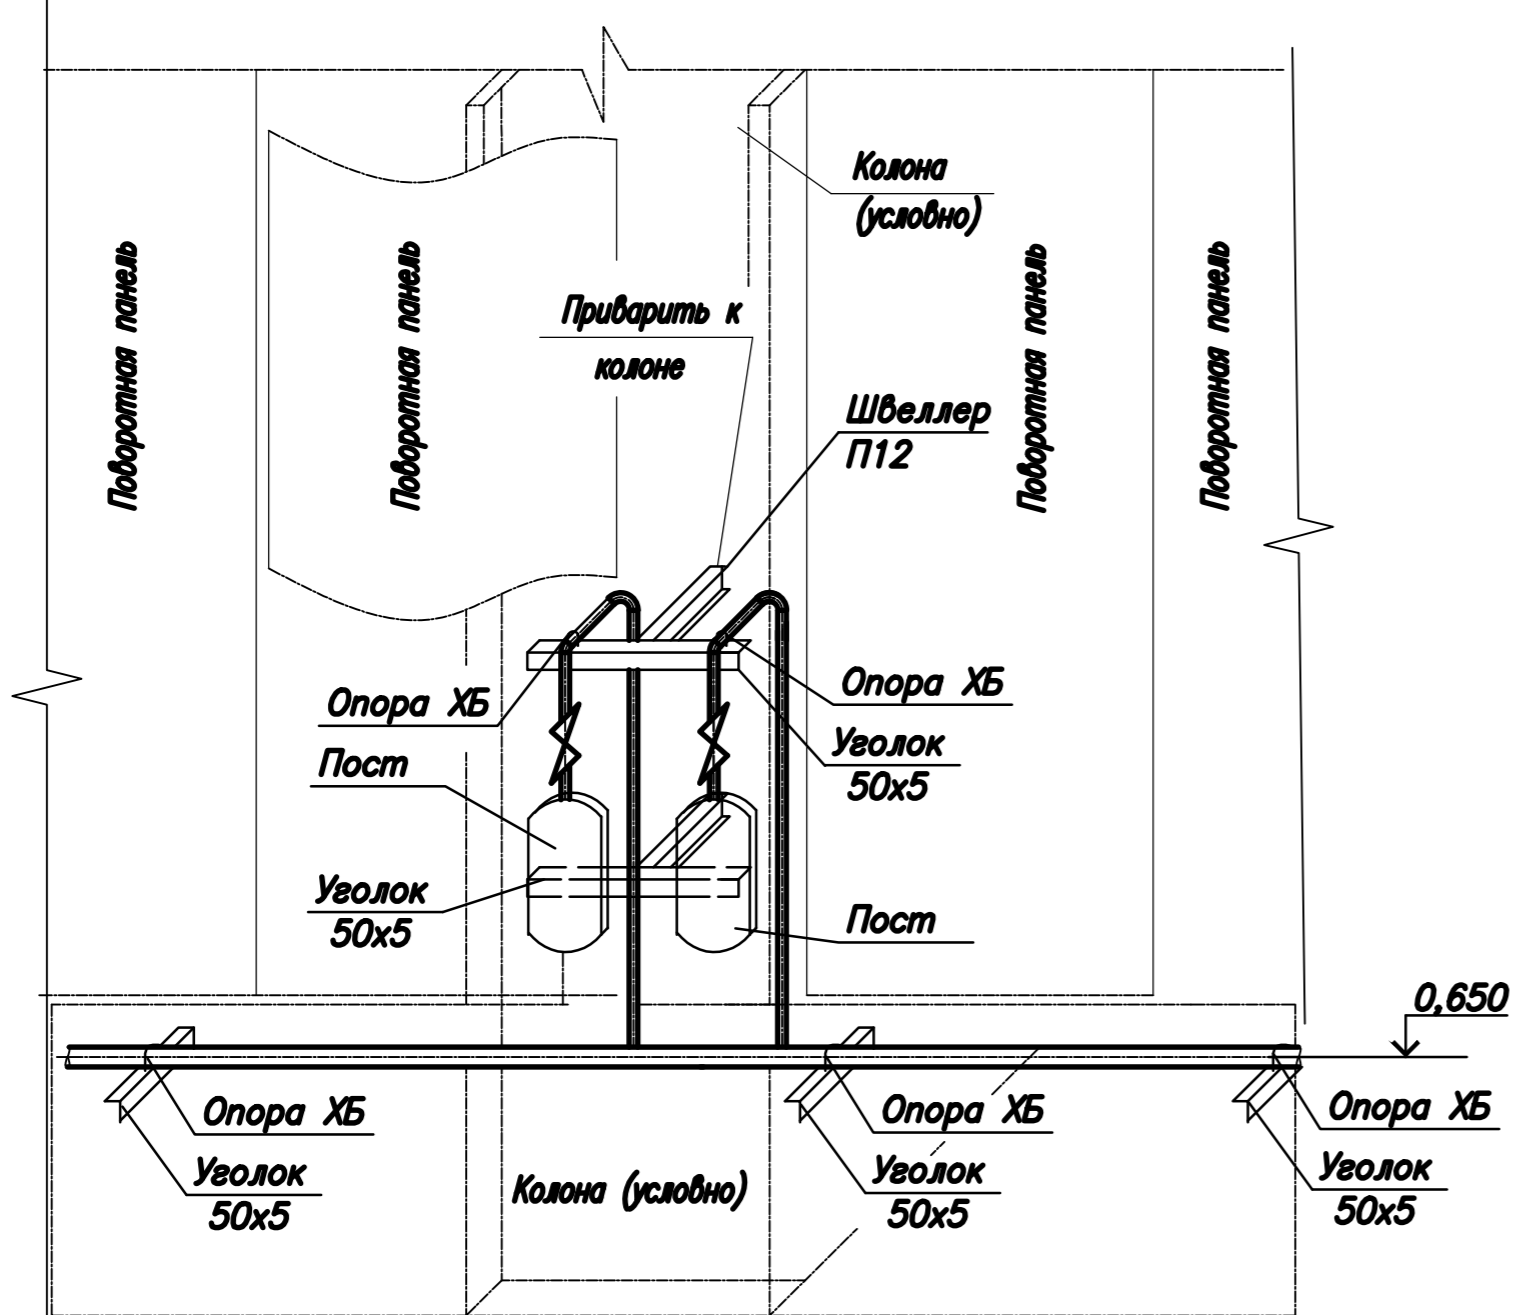 Колона
(условно)
Поворотная панель
Поворотная панель
Поворотная панель
Поворотная панель
Приварить к
колоне
Швеллер
П12
Опора ХБ
Опора ХБ
Уголок
50х5
Пост
Уголок
50х5
Пост
0,650
Опора ХБ
Уголок
50х5
Колона (условно)
Опора ХБ
Уголок
50х5
Опора ХБ
Уголок
50х5